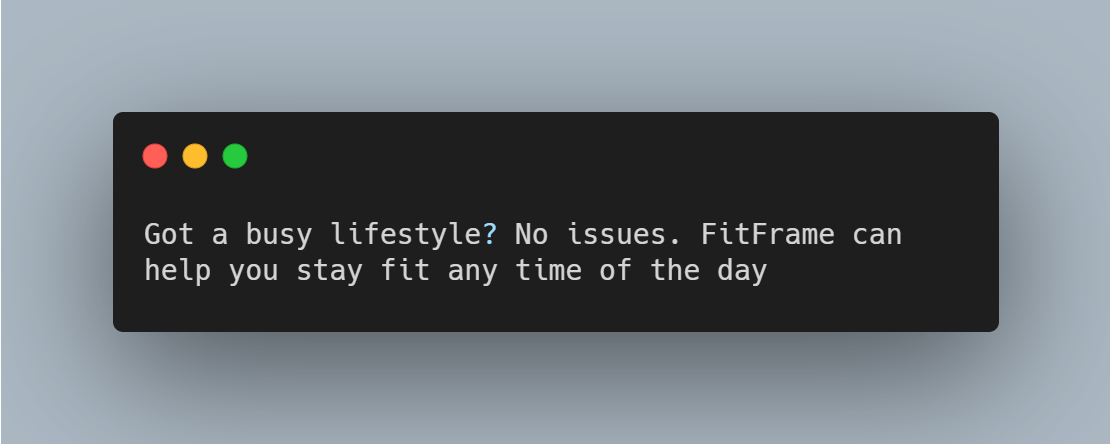 Got a busy lifestyle? No issues. FitFrame can
help you stay fit any time of the day